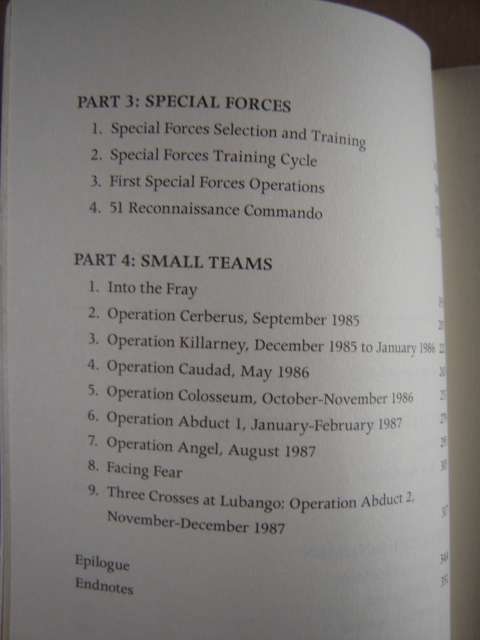 PART 3: SPECIAL FORCES
1. Special Forces Selection and Training
2. Special Forces Training Cycle
3. First Special Forces Operations
4. 51 Reconnaissance Commando
PART 4: SMALL TEAMS
1. Into the Fray
2. Operation Cerberus, September 1985
3. Operation Killarney, December 1985 to January 1986
4. Operation Caudad, May 1986
5. Operation Colosseum, October-November 1986
6. Operation Abduct 1, January-February 1987
7. Operation Angel, August 1987
8. Facing Fear
9. Three Crosses at Lubango: Operation Abduct 2,
November-December 1987
Epilogue
Endnotes